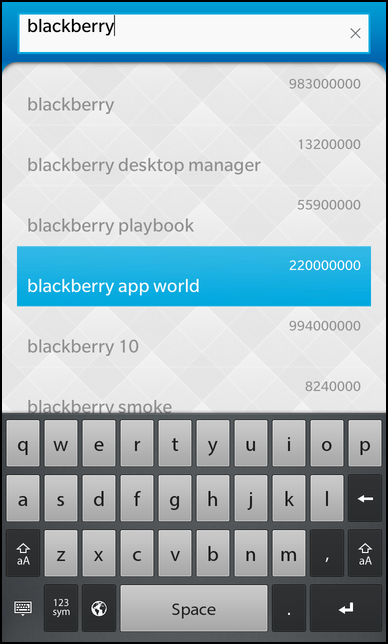 blackberry
983000000
blackberry
13200000
blackberry desktop manager
55900000
blackberry playbook
220000000
blackberry app world
994000000
blackberry 10
8240000
blackberry smoke
q w e r t y u i o p
a s d f g h j k l
aA z x c v b n m , aA
123
sym Space .